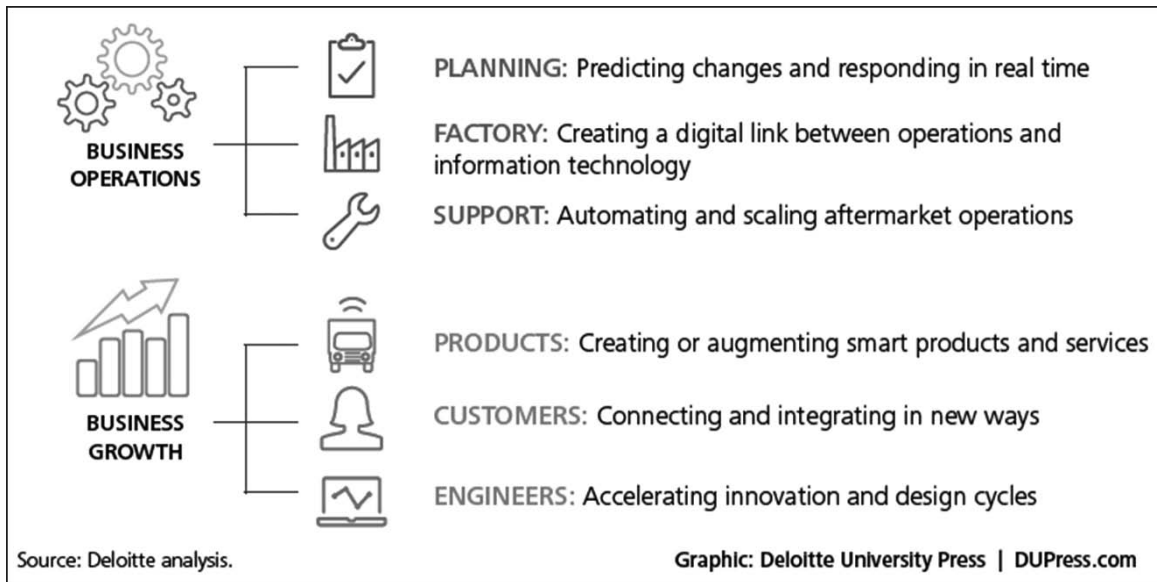 PLANNING: Predicting changes and responding in real time
FACTORY: Creating a digital link between operations and
information technology
BUSINESS
OPERATIONS
SUPPORT: Automating and scaling aftermarket operations
PRODUCTS: Creating or augmenting smart products and services
CUSTOMERS: Connecting and integrating in new ways
BUSINESS
GROWTH
ENGINEERS: Accelerating innovation and design cycles
Source: Deloitte analysis.
Graphic: Deloitte University Press | DUPress.com